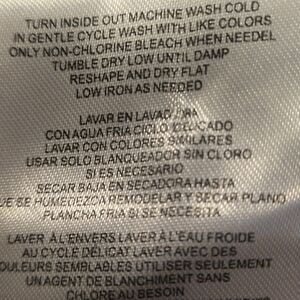 TURN INSIDE OUT MACHINE WASH COLD
IN GENTLE CYCLE WASH WITH LIKE COLORS
ONLY NON-CHLORINE BLEACH WHEN NEEDEL
TUMBLE DRY LOW UNTIL DAMP
RESHAPE AND DRY FLAT
LOW IRON AS NEEDED
LAVAR EN LAVADORA
CON AGUA FRIA CICLO DELICADO
LAVAR CON COLORES SIMILARES
USAR SOLO BLANQUEADOR SIN CLORO
SI ES NECESARIO
SECAR BAJA EN SECADORA HASTA
UE SE HUMEDEZCA REMODELAR Y SECAR PLANO
PLANCHA FRIA SI SE NECESITA
LAVER À L'ENVERS LAVER À L'EAU FROIDE
AU CYCLE DÉLICAT LAVER AVEC DES
OULEURS SEMBLABLES UTILISER SEULEMENT
UN AGENT DE BLANCHIMENT SANS
CHLORE AU BESOIN